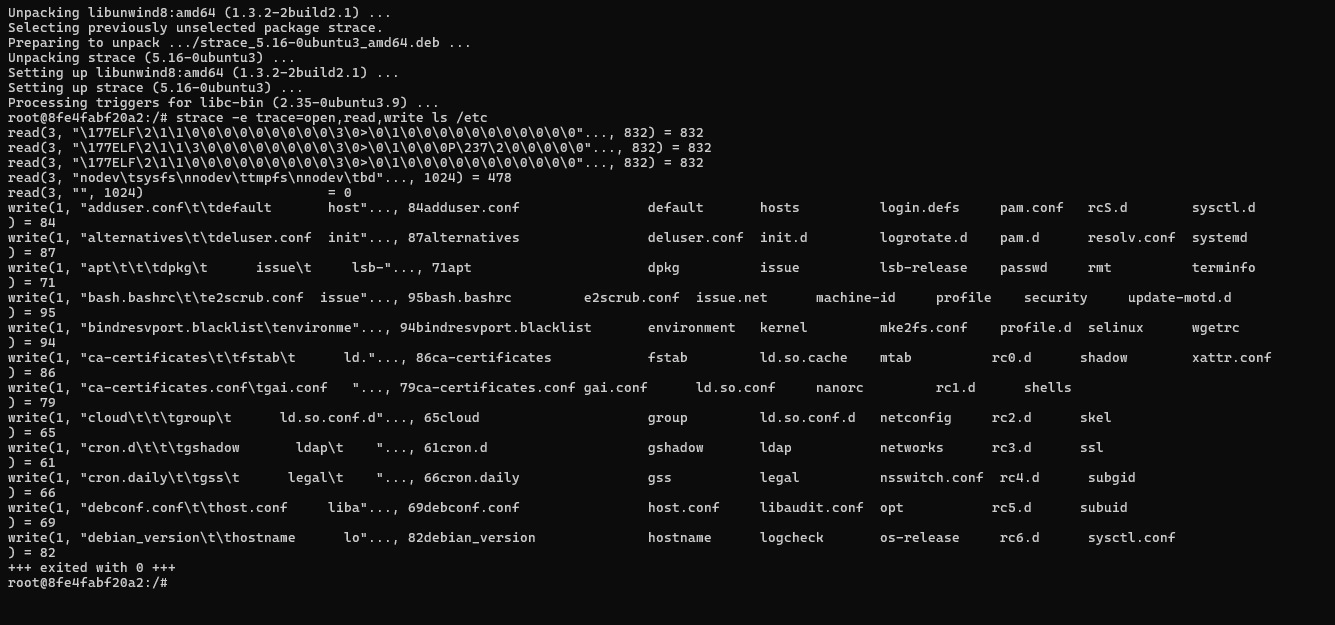 Unpacking libunwind8:amd64 (1.3.2-2build2.1) ...
Selecting previously unselected package strace.
Preparing to unpack .../strace_5.16-0ubuntu3_amd64.deb ...
Unpacking strace (5.16-0ubuntu3) ...
Setting up libunwind8:amd64 (1.3.2-2build2.1) ...
Setting up strace (5.16-0ubuntu3) ...
Processing triggers for libc-bin (2.35-0ubuntu3.9) ...
root@8fe4fabf20a2:/# strace -e trace=open,read,write ls /etc
read(3, "\177ELF\2\1\1\0\0\0\0\0\0\0\0\0\3\0>\0\1\0\0\0\0\0\0\0\0\0\0\0"..., 832) = 832
read(3, "\177ELF\2\1\1\3\0\0\0\0\0\0\0\0\3\0>\0\1\0\0\0P\237\2\0\0\0\0\0"..., 832) = 832
read(3, "\177ELF\2\1\1\0\0\0\0\0\0\0\0\0\3\0>\0\1\0\0\0\0\0\0\0\0\0\0\0"..., 832) = 832
read(3, "nodev\tsysfs\nnodev\ttmpfs\nnodev\tbd"..., 1024) = 478
read(3, "", 1024)                       = 0
write(1, "adduser.conf\t\tdefault       host"..., 84adduser.conf                default       hosts          login.defs     pam.conf   rcS.d        sysctl.d
) = 84
write(1, "alternatives\t\tdeluser.conf  init"..., 87alternatives                deluser.conf  init.d         logrotate.d    pam.d      resolv.conf  systemd
) = 87
write(1, "apt\t\t\tdpkg\t      issue\t     lsb-"..., 71apt                      dpkg          issue          lsb-release    passwd     rmt          terminfo
) = 71
write(1, "bash.bashrc\t\te2scrub.conf  issue"..., 95bash.bashrc         e2scrub.conf  issue.net      machine-id     profile    security     update-motd.d
) = 95
write(1, "bindresvport.blacklist\tenvironme"..., 94bindresvport.blacklist       environment   kernel         mke2fs.conf    profile.d  selinux      wgetrc
) = 94
write(1, "ca-certificates\t\tfstab\t      ld."..., 86ca-certificates            fstab         ld.so.cache    mtab          rc0.d      shadow        xattr.conf
) = 86
write(1, "ca-certificates.conf\tgai.conf   "..., 79ca-certificates.conf gai.conf      ld.so.conf     nanorc         rc1.d      shells
) = 79
write(1, "cloud\t\t\tgroup\t      ld.so.conf.d"..., 65cloud                     group         ld.so.conf.d   netconfig     rc2.d      skel
) = 65
write(1, "cron.d\t\t\tgshadow       ldap\t    "..., 61cron.d                    gshadow       ldap           networks      rc3.d      ssl
) = 61
write(1, "cron.daily\t\tgss\t      legal\t    "..., 66cron.daily                gss           legal          nsswitch.conf  rc4.d      subgid
) = 66
write(1, "debconf.conf\t\thost.conf     liba"..., 69debconf.conf                host.conf     libaudit.conf  opt           rc5.d      subuid
) = 69
write(1, "debian_version\t\thostname      lo"..., 82debian_version              hostname      logcheck       os-release     rc6.d      sysctl.conf
) = 82
+++ exited with 0 +++
root@8fe4fabf20a2:/#